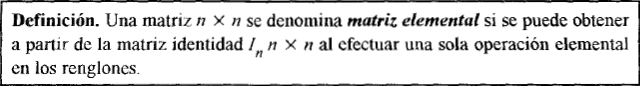 Definición. Una matriz n × n se denomina matriz elemental si se puede obtener
a partir de la matriz identidad Iₙ n × n al efectuar una sola operación elemental
en los renglones.